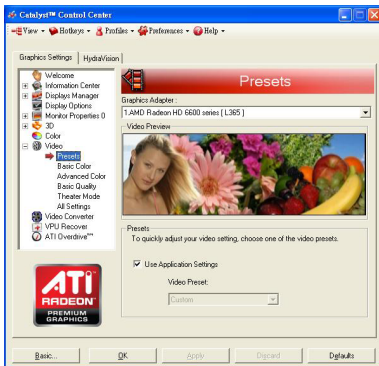 Catalyst™ Control Center
View Hotkeys Profiles Preferences Help
Graphics Settings HydraVision
Welcome
Information Center
Displays Manager
Display Options
Monitor Properties 0
3D
Color
Video
Presets
Basic Color
Advanced Color
Basic Quality
Theater Mode
All Settings
Video Converter
VPU Recover
ATI Overdrive™
ATI
RADEON
PREMIUM
GRAPHICS
Presets
Graphics Adapter :
1.AMD Radeon HD 6600 series ( L365 )
Video Preview
Presets
To quickly adjust your video setting, choose one of the video presets.
Use Application Settings
Video Preset:
Custom
Basic... OK Apply Discard Defaults